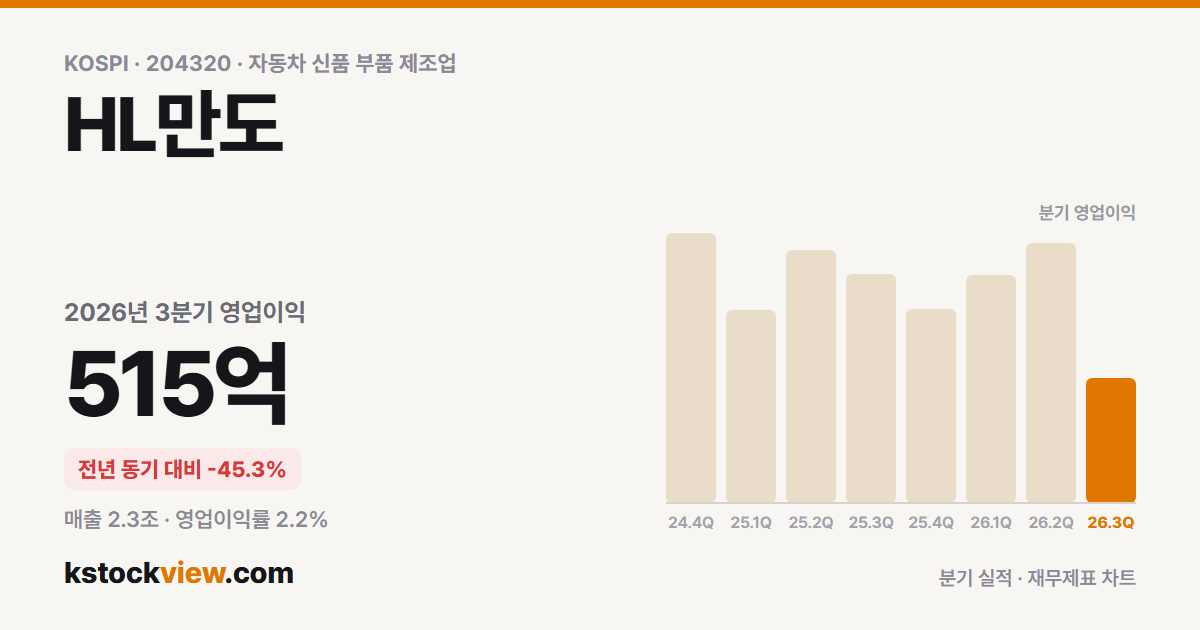 KOSPI · 204320 · 자동차 신품 부품 제조업
HL만도
분기 영업이익
2026년 3분기 영업이익
515억
전년 동기 대비 -45.3%
매출 2.3조 · 영업이익률 2.2%
24.4Q 25.1Q 25.2Q 25.3Q 25.4Q 26.1Q 26.2Q 26.3Q
kstockview.com
분기 실적 · 재무제표 차트